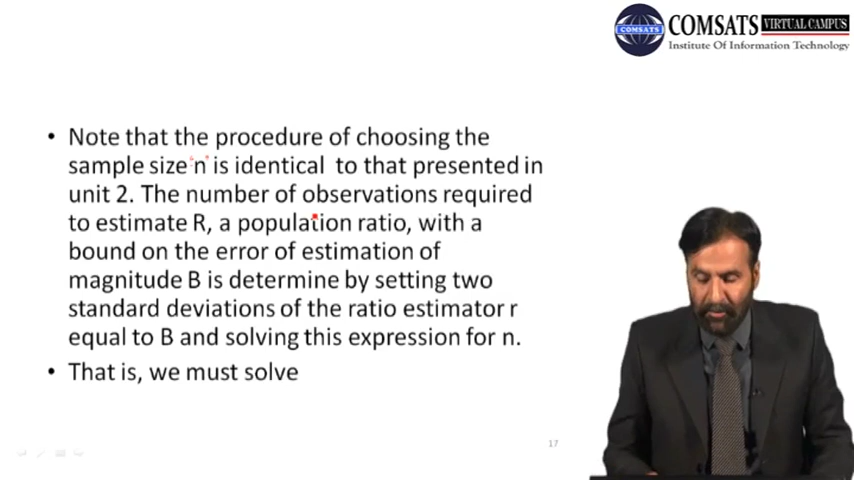 COMSATS
COMSATS VIRTUAL CAMPUS
Institute Of Information Technology
• Note that the procedure of choosing the
sample size 'n' is identical to that presented in
unit 2. The number of observations required
to estimate R, a population ratio, with a
bound on the error of estimation of
magnitude B is determine by setting two
standard deviations of the ratio estimator r
equal to B and solving this expression for n.
• That is, we must solve
17